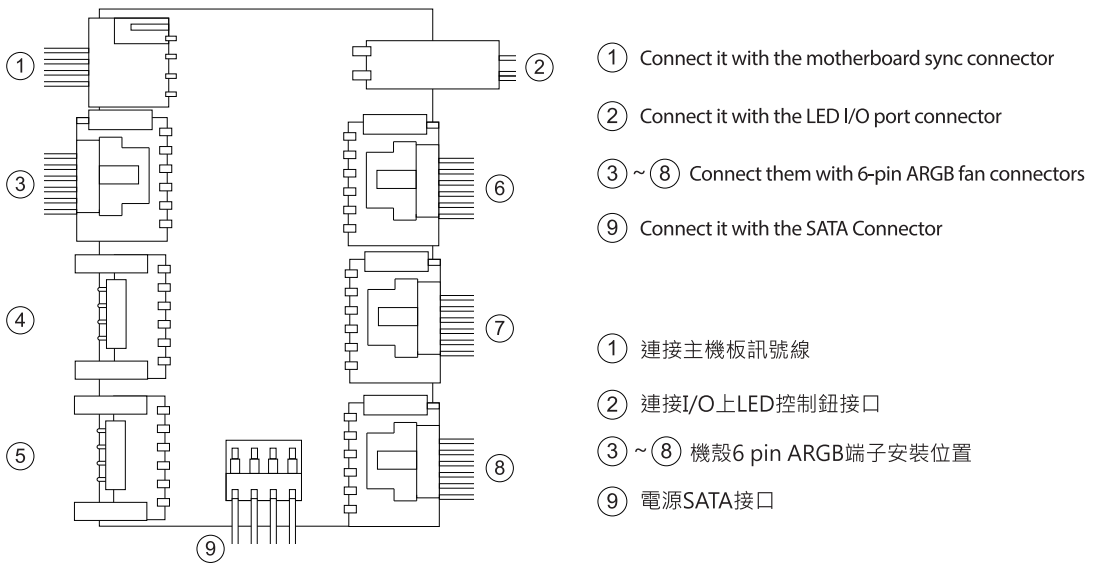 ①
②
③
④
⑤
⑥
⑦
⑧
⑨
① Connect it with the motherboard sync connector
② Connect it with the LED I/O port connector
③ ~ ⑧ Connect them with 6-pin ARGB fan connectors
⑨ Connect it with the SATA Connector
① 連接主機板訊號線
② 連接I/O上LED控制鈕接口
③ ~ ⑧ 機殼6 pin ARGB端子安裝位置
⑨ 電源SATA接口